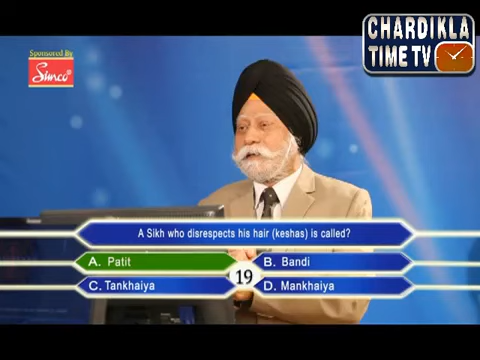 Sponsored By
Simco
CHARDIKLA
TIME TV
A Sikh who disrespects his hair (keshas) is called?
A. Patit
B. Bandi
19
C. Tankhaiya
D. Mankhaiya